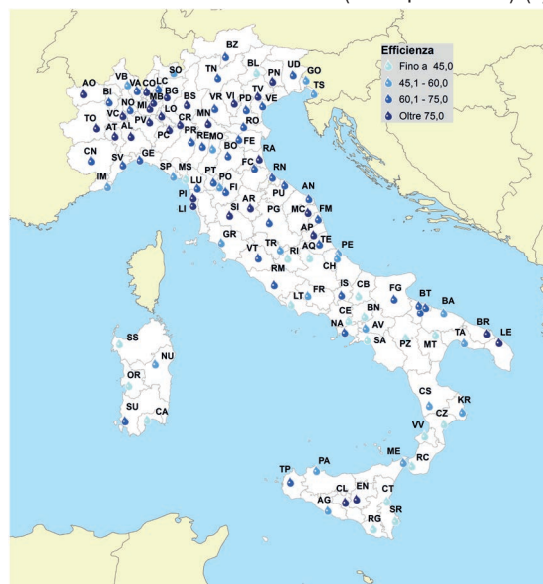 Efficienza
Fino a 45,0
45,1 - 60,0
60,1 - 75,0
Oltre 75,0
BZ
SO
VB
BL
UD
GO
AO
VA
CO
LC
TN
PN
TS
BI
BG
TV
NO
MB
BS
VR
VI
VE
MI
LO
PD
TO
VC
PV
CR
MN
RO
AT
AL
PC
PR
RE
MO
FE
CN
BO
RA
SV
GE
FC
IM
SP
MS
PT
PO
RN
LU
FI
PU
AN
PI
AR
MC
FM
LI
SI
PG
AP
GR
TR
TE
PE
VT
RI
AQ
CH
RM
IS
CB
FG
LT
FR
BT
BA
CE
BN
BR
NA
AV
TA
LE
SA
PZ
MT
SS
NU
OR
CS
KR
SU
CA
CZ
VV
ME
RC
TP
PA
CL
EN
CT
AG
SR
RG